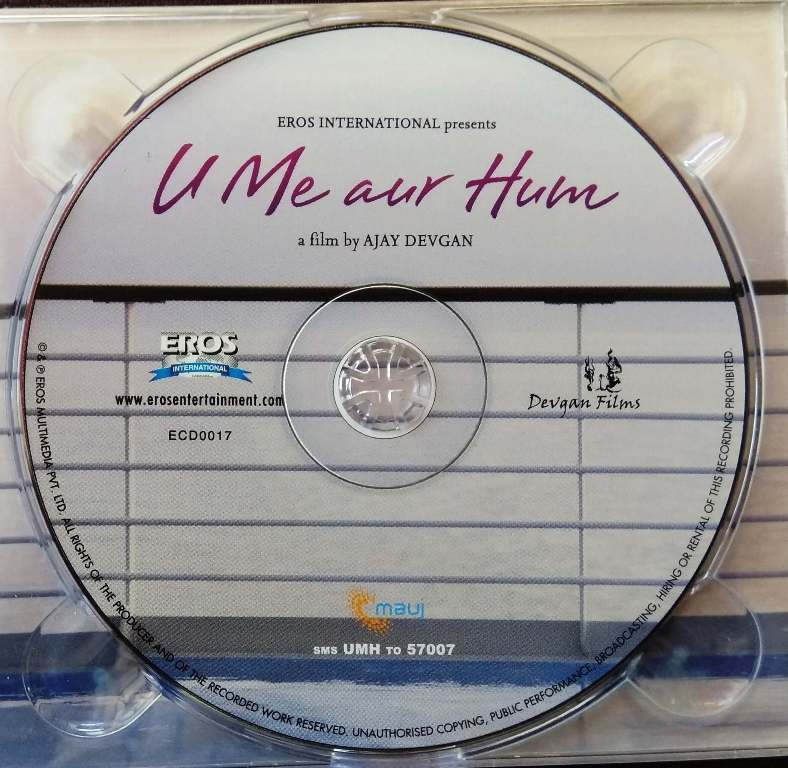 EROS INTERNATIONAL presents
U Me aur Hum
a film by AJAY DEVGAN
EROS
INTERNATIONAL
www.erosentertainment.com
ECD0017
Devgan Films
mauj
SMS UMH TO 57007
© & ℗ EROS MULTIMEDIA PVT. LTD. ALL RIGHTS OF THE PRODUCER AND OF THE RECORDED WORK RESERVED. UNAUTHORISED COPYING, PUBLIC PERFORMANCE, BROADCASTING, HIRING OR RENTAL OF THIS RECORDING PROHIBITED.